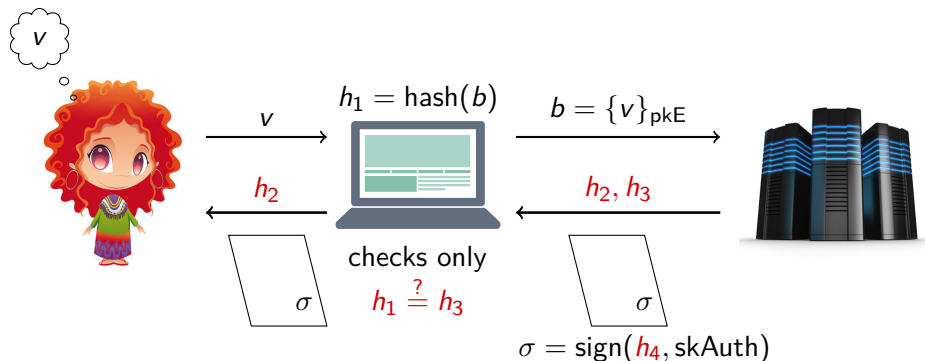 v
h₁ = hash(b)
v
b = {v}pkE
h₂
h₂, h₃
checks only
h₁ ≟ h₃
σ
σ
σ = sign(h₄, skAuth)